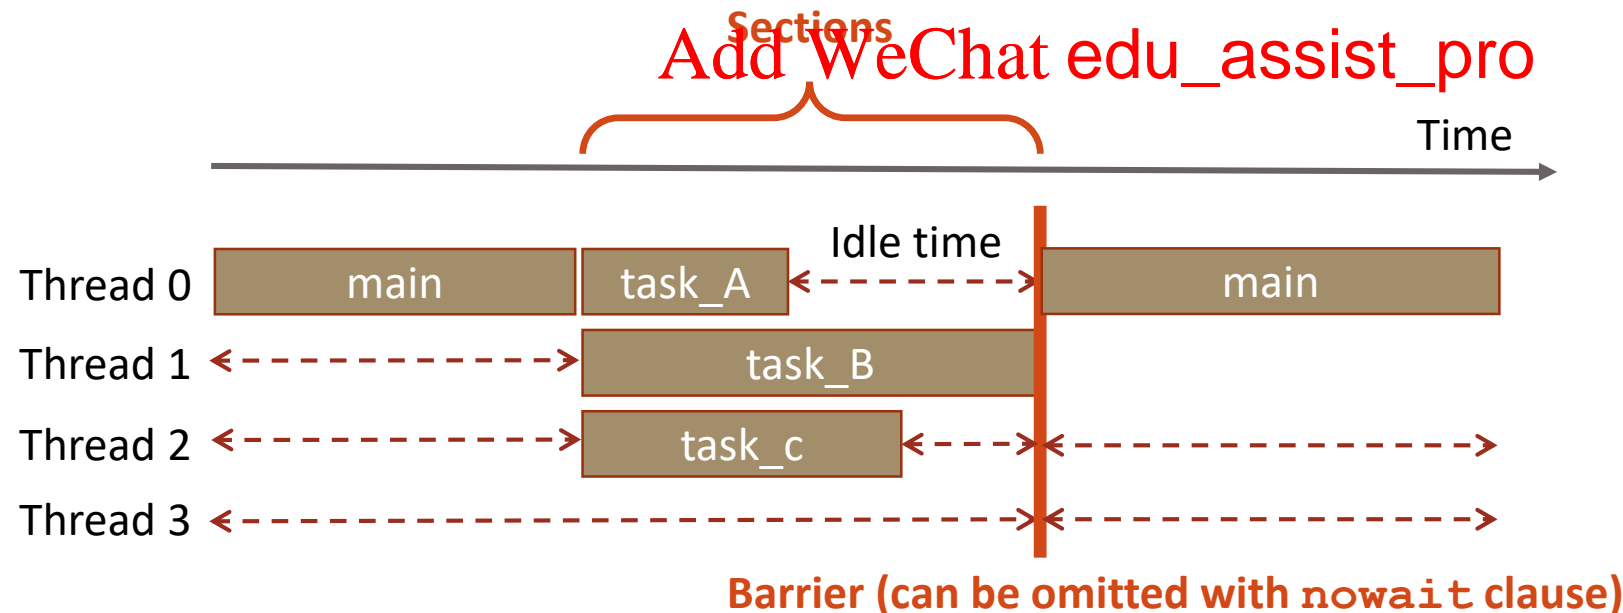 Sections
Add WeChat edu_assist_pro
Time
Idle time
Thread 0 main task_A main
Thread 1 task_B
Thread 2 task_c
Thread 3
Barrier (can be omitted with nowait clause)